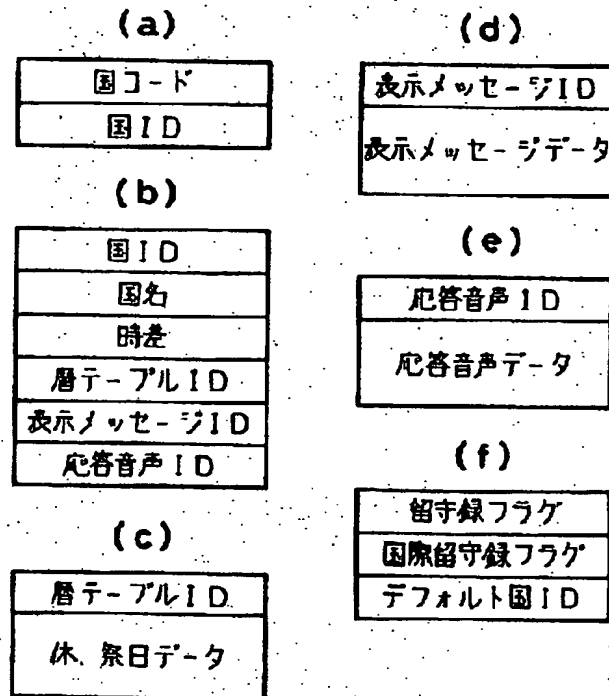 (a)
国コード
国ID
(b)
国ID
国名
時差
暦テーブルID
表示メッセージID
応答音声ID
(c)
暦テーブルID
休、祭日データ
(d)
表示メッセージID
表示メッセージデータ
(e)
応答音声ID
応答音声データ
(f)
留守録フラグ
国際留守録フラグ
デフォルト国ID